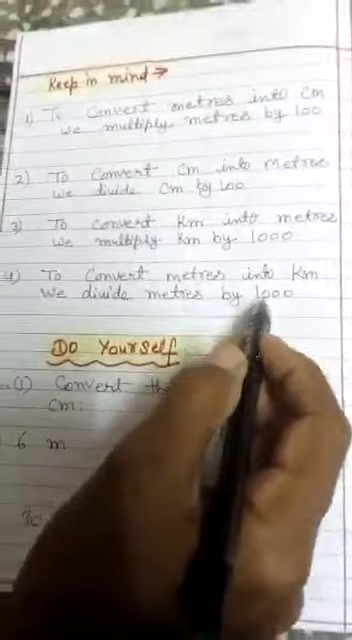 Keep in mind →
1) To Convert metres into Cm
we multiply metres by 100
2) To Convert Cm into Metres
We divide Cm by 100
3) To Convert Km into metres
we multiply Km by 1000
4) To Convert metres into Km
We divide metres by 1000
Do Yourself
(1) Convert
Cm:
6 m